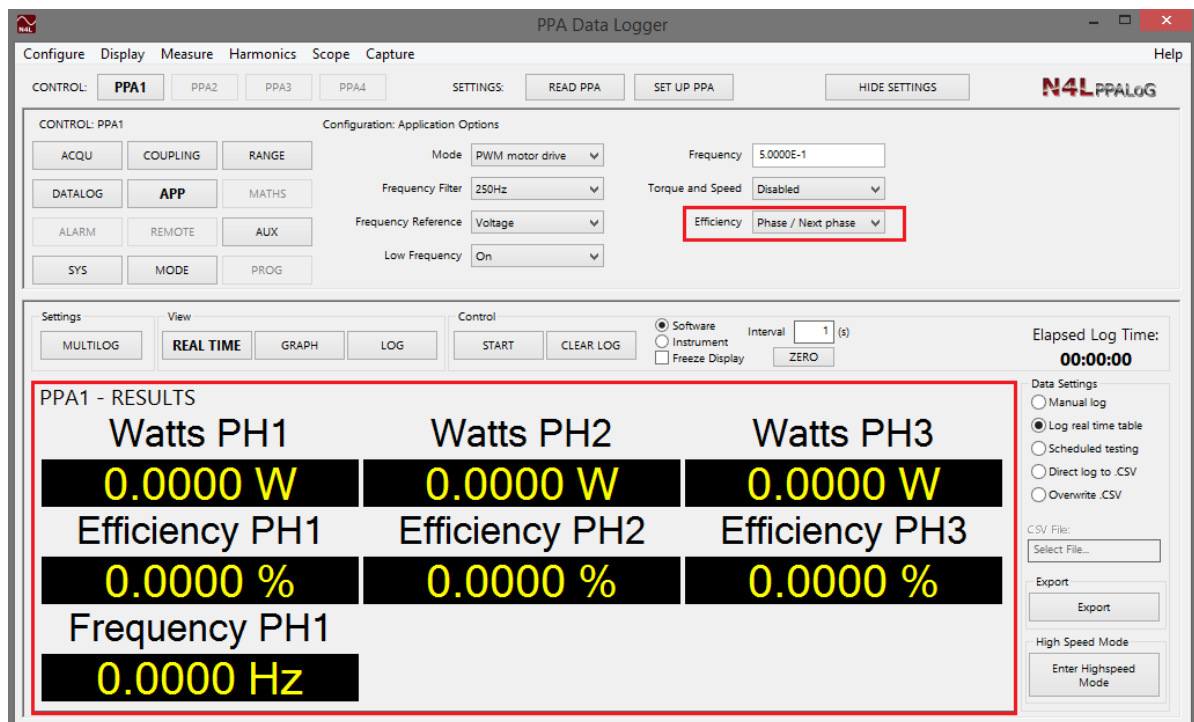 N4L
PPA Data Logger
Configure Display Measure Harmonics Scope Capture Help
CONTROL: PPA1 PPA2 PPA3 PPA4 SETTINGS: READ PPA SET UP PPA HIDE SETTINGS N4L PPALoG
CONTROL: PPA1 Configuration: Application Options
ACQU COUPLING RANGE Mode PWM motor drive Frequency 5.0000E-1
DATALOG APP MATHS Frequency Filter 250Hz Torque and Speed Disabled
ALARM REMOTE AUX Frequency Reference Voltage Efficiency Phase / Next phase
SYS MODE PROG Low Frequency On
Settings View Control
MULTILOG REAL TIME GRAPH LOG START CLEAR LOG
Software
Instrument
Freeze Display
Interval 1 (s)
ZERO
Elapsed Log Time:
00:00:00
PPA1 - RESULTS
Watts PH1 Watts PH2 Watts PH3
0.0000 W 0.0000 W 0.0000 W
Efficiency PH1 Efficiency PH2 Efficiency PH3
0.0000 % 0.0000 % 0.0000 %
Frequency PH1
0.0000 Hz
Data Settings
Manual log
Log real time table
Scheduled testing
Direct log to .CSV
Overwrite .CSV
CSV File:
Select File...
Export
Export
High Speed Mode
Enter Highspeed
Mode